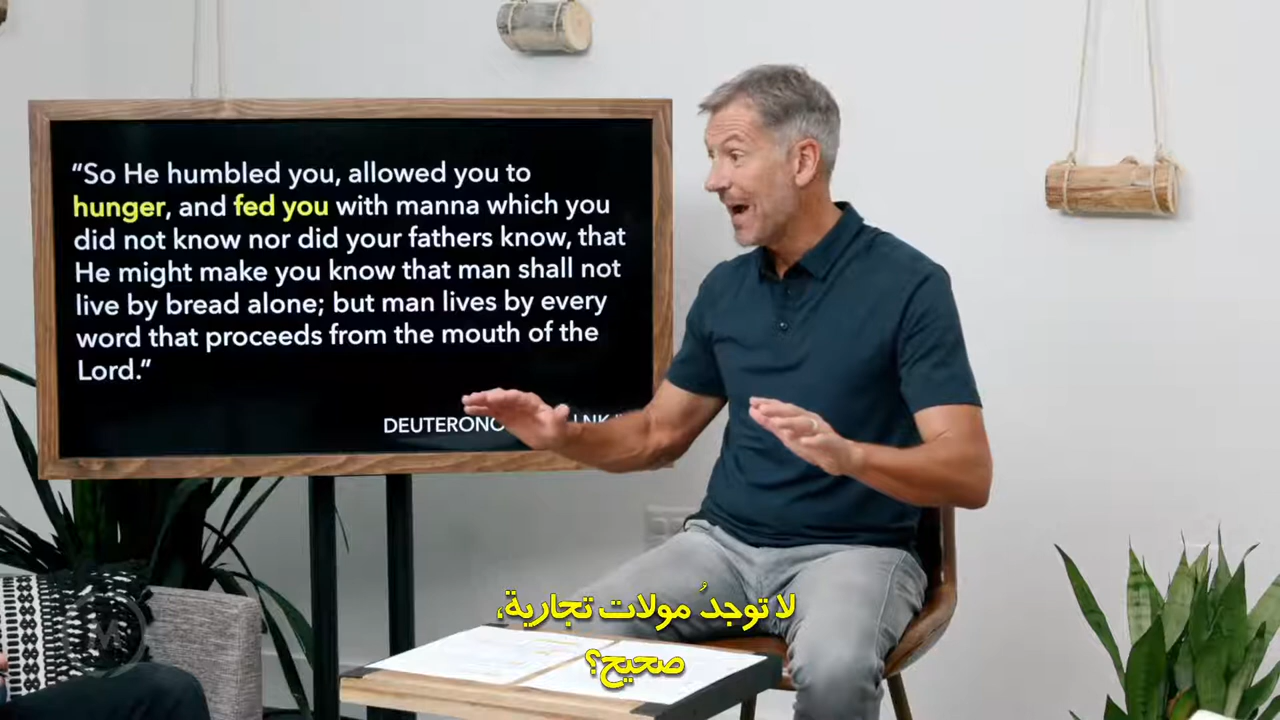 “So He humbled you, allowed you to
hunger, and fed you with manna which you
did not know nor did your fathers know, that
He might make you know that man shall not
live by bread alone; but man lives by every
word that proceeds from the mouth of the
Lord.”
لا توجدُ مولات تجارية،
صحيح؟